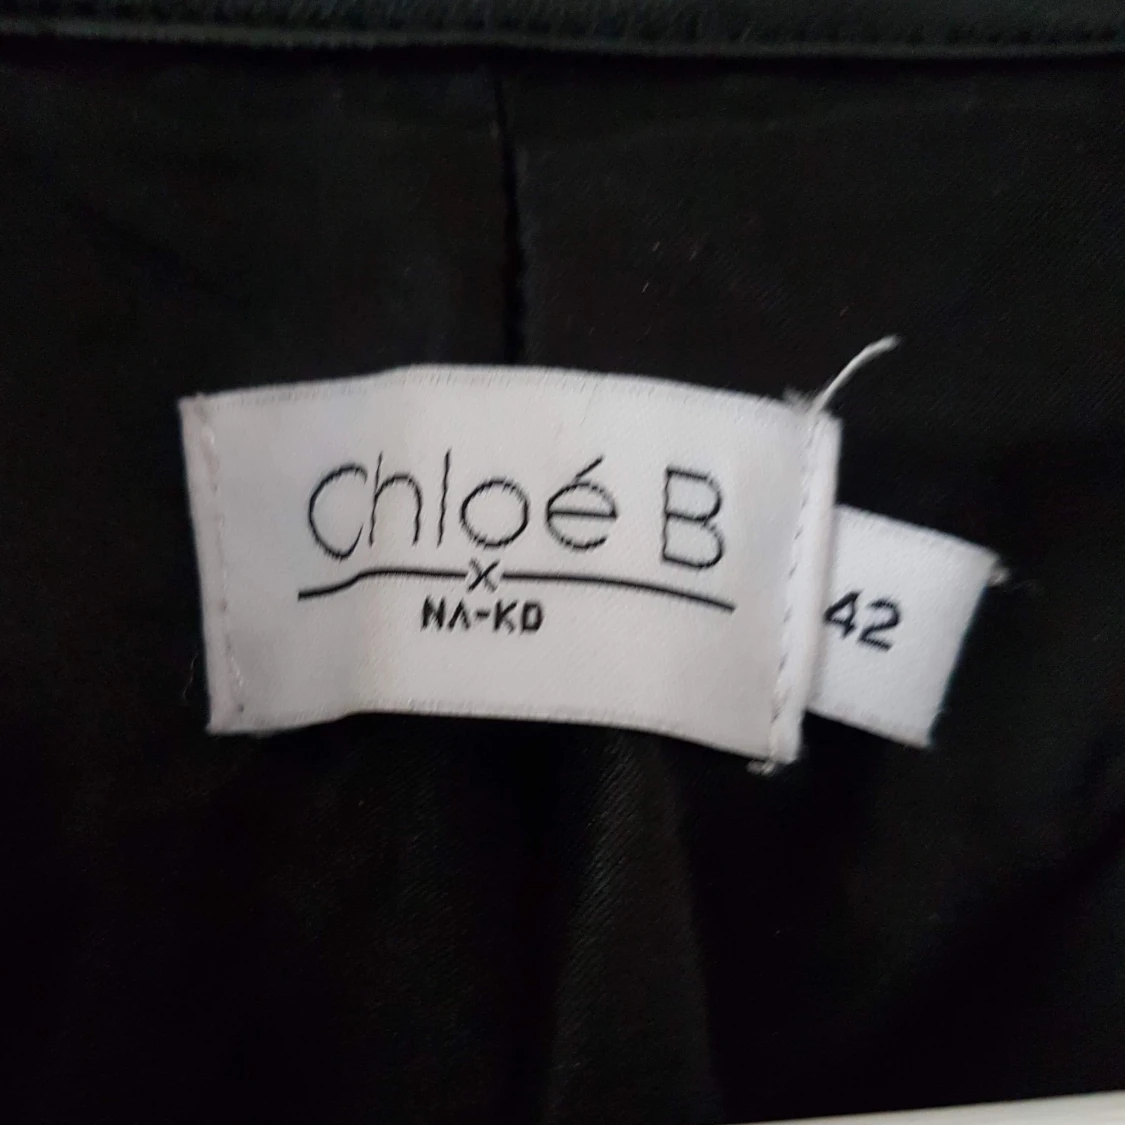 Chloé B
x
NA-KD
42